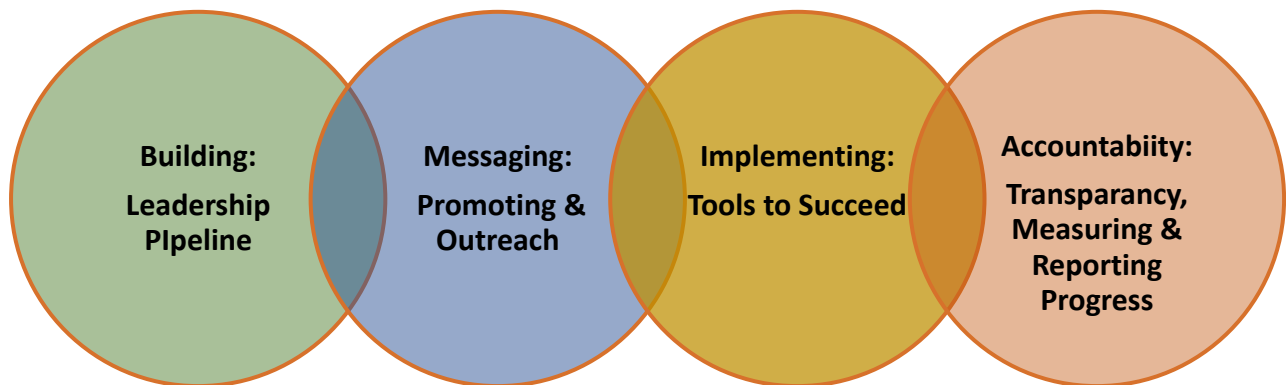 Building:
Leadership
PIpeline
Messaging:
Promoting &
Outreach
Implementing:
Tools to Succeed
Accountabiity:
Transparancy,
Measuring &
Reporting
Progress